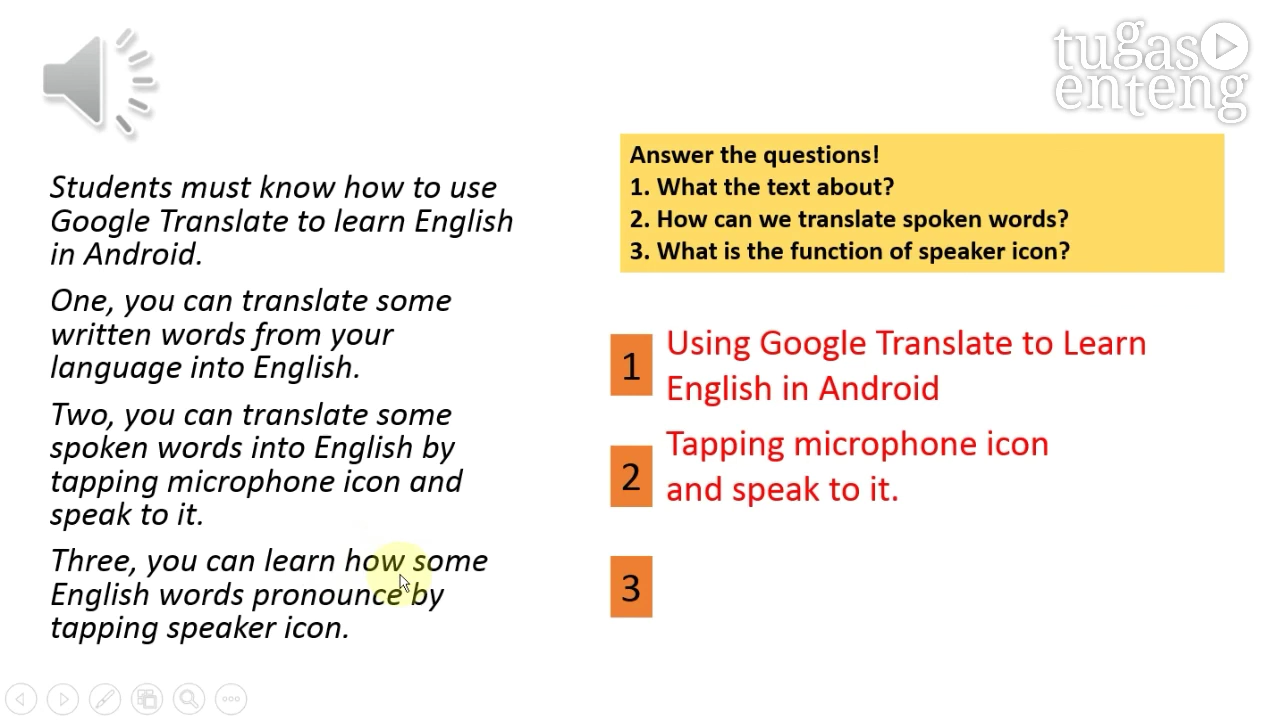 tugas
enteng
Students must know how to use
Google Translate to learn English
in Android.
One, you can translate some
written words from your
language into English.
Two, you can translate some
spoken words into English by
tapping microphone icon and
speak to it.
Three, you can learn how some
English words pronounce by
tapping speaker icon.
Answer the questions!
1. What the text about?
2. How can we translate spoken words?
3. What is the function of speaker icon?
1
Using Google Translate to Learn
English in Android
2
Tapping microphone icon
and speak to it.
3